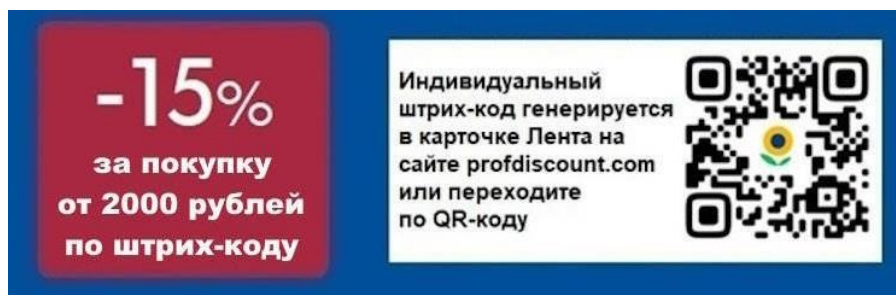 -15%
за покупку
от 2000 рублей
по штрих-коду
Индивидуальный
штрих-код генерируется
в карточке Лента на
сайте profdiscount.com
или переходите
по QR-коду